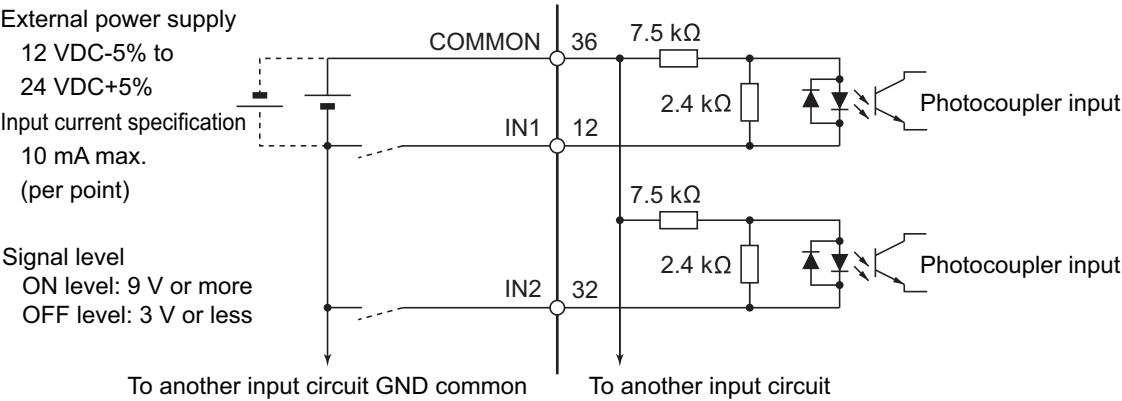 External power supply
12 VDC-5% to
24 VDC+5%
Input current specification
10 mA max.
(per point)
Signal level
ON level: 9 V or more
OFF level: 3 V or less
COMMON 36
7.5 kΩ
2.4 kΩ
Photocoupler input
IN1 12
7.5 kΩ
2.4 kΩ
Photocoupler input
IN2 32
To another input circuit GND common
To another input circuit